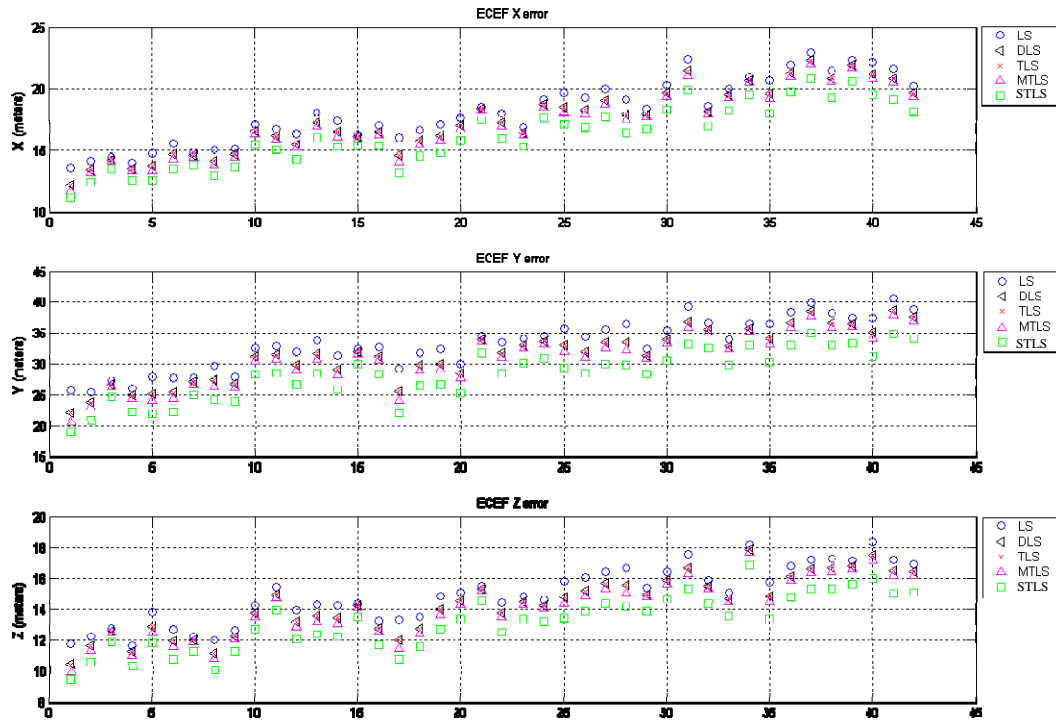 ECEF X error
X (meters)
25
20
15
10
0 5 10 15 20 25 30 35 40 45
LS
DLS
TLS
MTLS
STLS
ECEF Y error
Y (meters)
45
40
35
30
25
20
15
0 5 10 15 20 25 30 35 40 45
LS
DLS
TLS
MTLS
STLS
ECEF Z error
Z (meters)
20
18
16
14
12
10
8
0 5 10 15 20 25 30 35 40 45
LS
DLS
TLS
MTLS
STLS